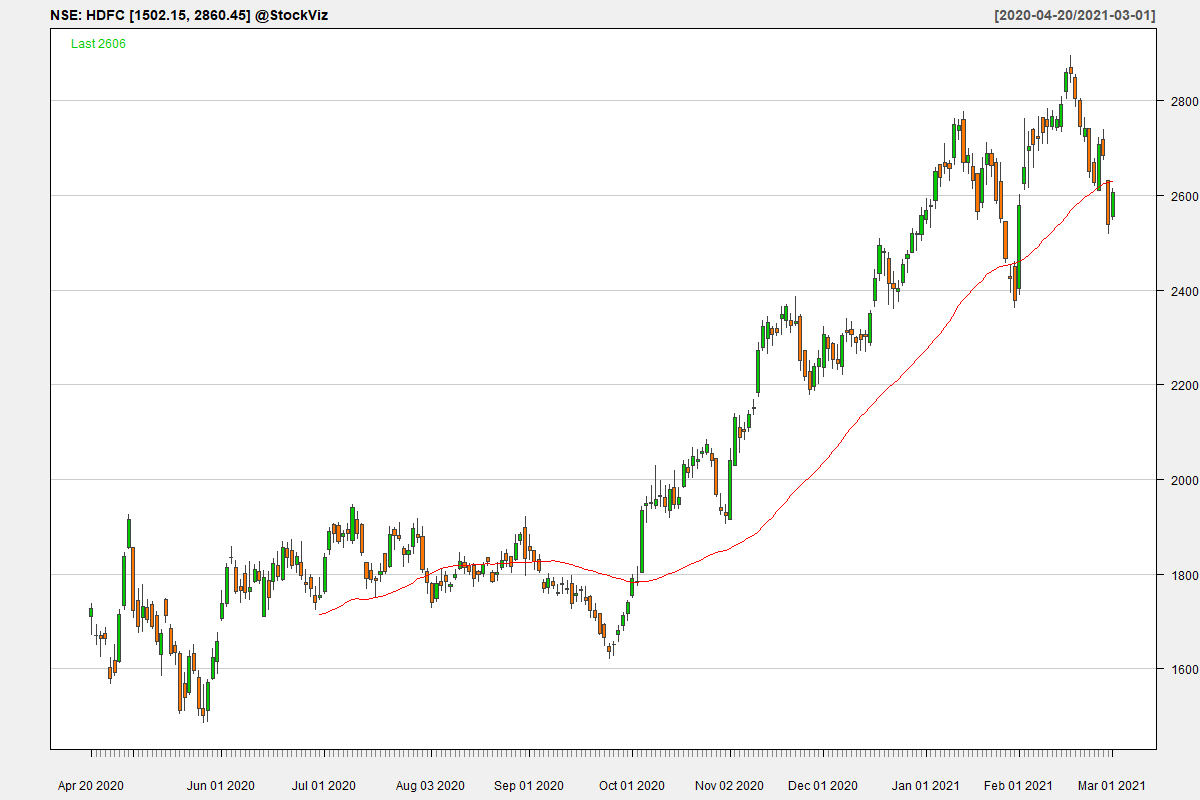 NSE: HDFC [1502.15, 2860.45] @StockViz
[2020-04-20/2021-03-01]
Last 2606
2800
2600
2400
2200
2000
1800
1600
Apr 20 2020 Jun 01 2020 Jul 01 2020 Aug 03 2020 Sep 01 2020 Oct 01 2020 Nov 02 2020 Dec 01 2020 Jan 01 2021 Feb 01 2021 Mar 01 2021